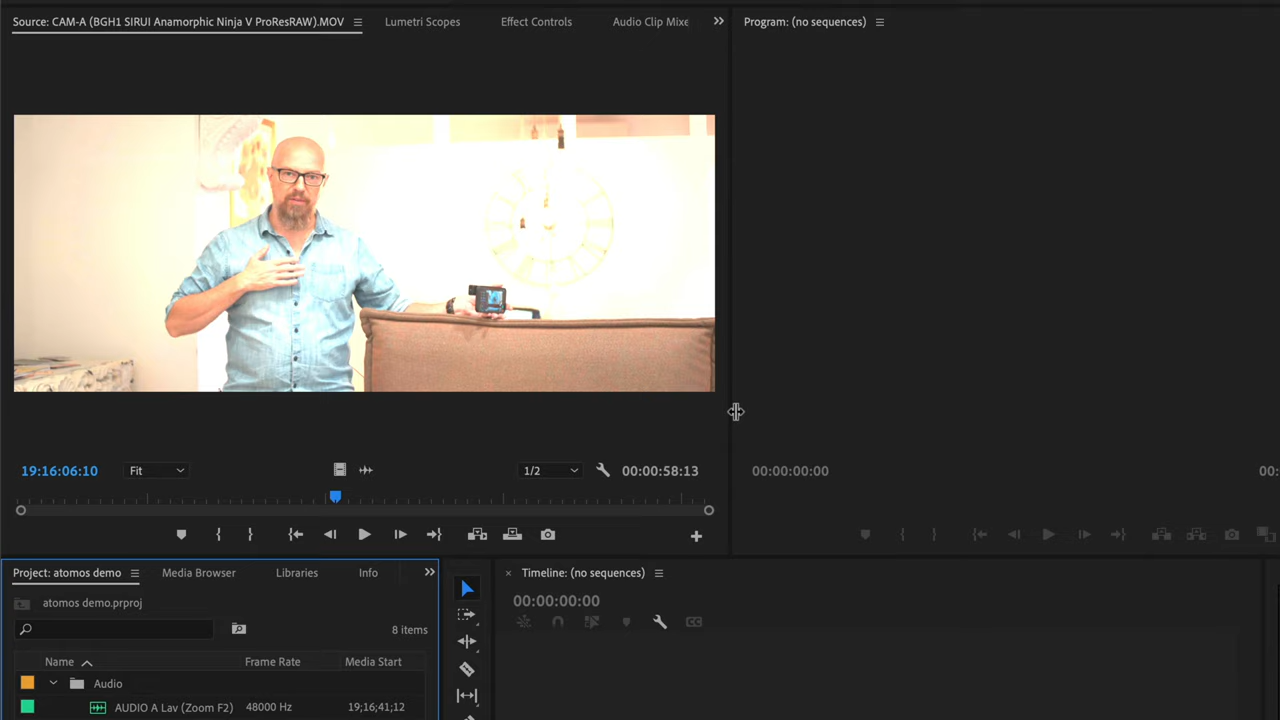 Source: CAM-A (BGH1 SIRUI Anamorphic Ninja V ProResRAW).MOV
Lumetri Scopes
Effect Controls
Audio Clip Mixe
Program: (no sequences)
19:16:06:10
Fit
1/2
00:00:58:13
00:00:00:00
00:
Project: atomos demo
Media Browser
Libraries
Info
Timeline: (no sequences)
00:00:00:00
atomos demo.prproj
8 items
Name
Frame Rate
Media Start
Audio
AUDIO A Lav (Zoom F2)
48000 Hz
19;16;41;12
CC